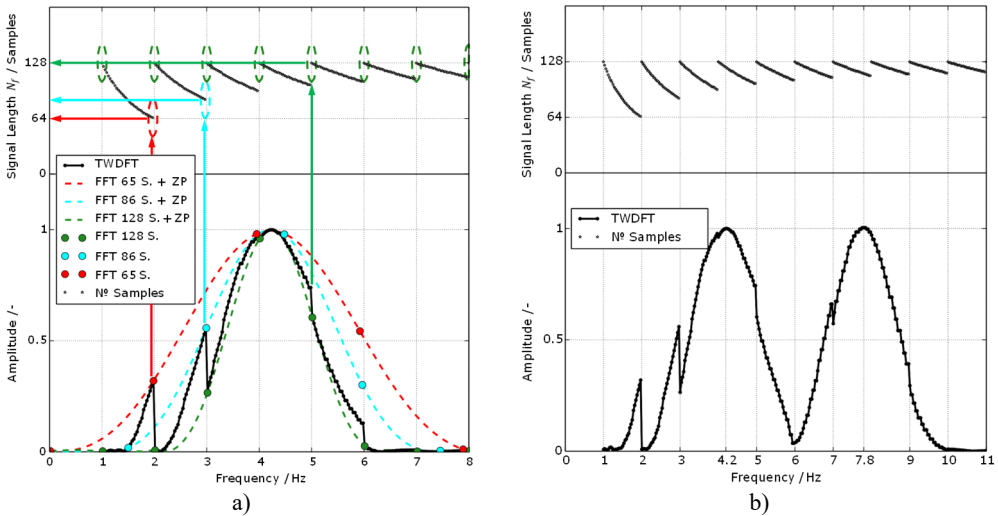 Signal Length Nf / Samples
128
64
0
TWDFT
FFT 65 S. + ZP
FFT 86 S. + ZP
FFT 128 S. + ZP
FFT 128 S.
FFT 86 S.
FFT 65 S.
Nº Samples
Amplitude /-
1
0.5
0
0 1 2 3 4 5 6 7 8
Frequency / Hz
a)
Signal Length Nf / Samples
128
64
0
TWDFT
Nº Samples
Amplitude /-
1
0.5
0
0 1 2 3 4.2 5 6 7 7.8 9 10 11
Frequency / Hz
b)